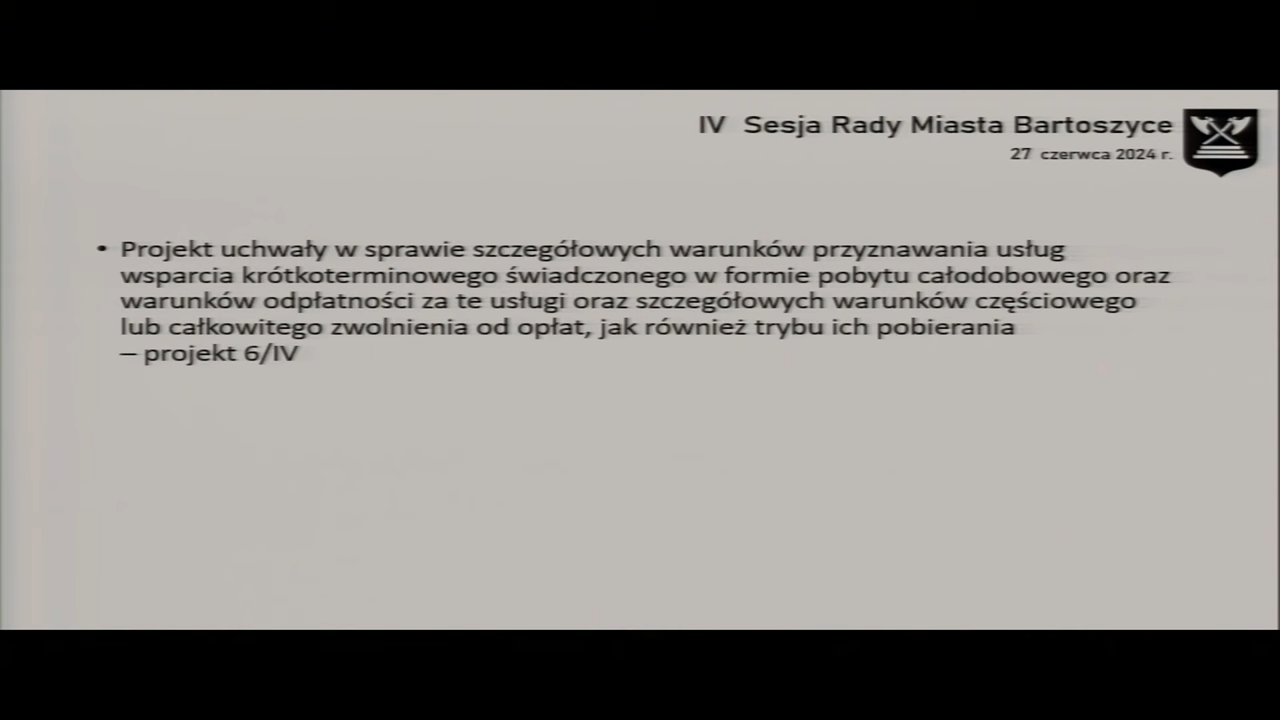 IV Sesja Rady Miasta Bartoszyce
27 czerwca 2024 r.
• Projekt uchwały w sprawie szczegółowych warunków przyznawania usług
wsparcia krótkoterminowego świadczonego w formie pobytu całodobowego oraz
warunków odpłatności za te usługi oraz szczegółowych warunków częściowego
lub całkowitego zwolnienia od opłat, jak również trybu ich pobierania
– projekt 6/IV